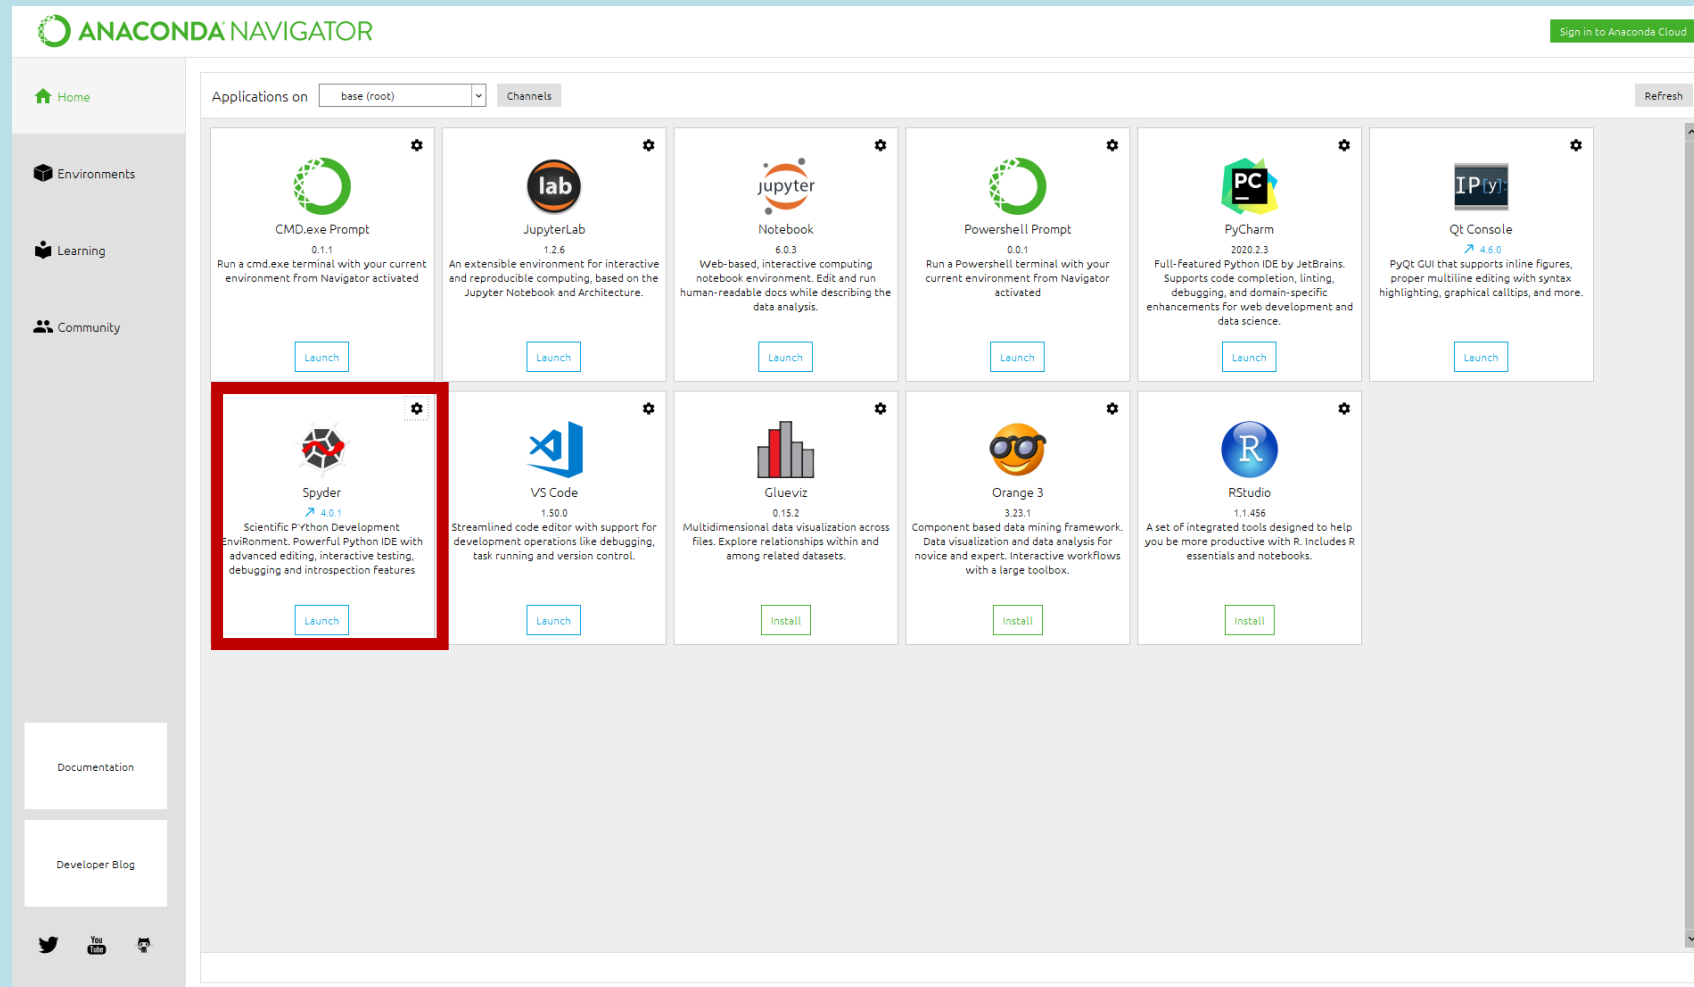 ANACONDA NAVIGATOR
Sign in to Anaconda Cloud
Home
Environments
Learning
Community
Documentation
Developer Blog
You
Tube
Applications on
base (root)
Channels
Refresh
CMD.exe Prompt
0.1.1
Run a cmd.exe terminal with your current
environment from Navigator activated
Launch
lab
JupyterLab
1.2.6
An extensible environment for interactive
and reproducible computing, based on the
Jupyter Notebook and Architecture.
Launch
jupyter
Notebook
6.0.3
Web-based, interactive computing
notebook environment. Edit and run
human-readable docs while describing the
data analysis.
Launch
Powershell Prompt
0.0.1
Run a Powershell terminal with your
current environment from Navigator
activated
Launch
PC
PyCharm
2020.2.3
Full-featured Python IDE by JetBrains.
Supports code completion, linting,
debugging, and domain-specific
enhancements for web development and
data science.
Launch
IP[y]:
Qt Console
4.6.0
PyQt GUI that supports inline figures,
proper multiline editing with syntax
highlighting, graphical calltips, and more.
Launch
Spyder
4.0.1
Scientific PYthon Development
EnviRonment. Powerful Python IDE with
advanced editing, interactive testing,
debugging and introspection features
Launch
VS Code
1.50.0
Streamlined code editor with support for
development operations like debugging,
task running and version control.
Launch
Glueviz
0.15.2
Multidimensional data visualization across
files. Explore relationships within and
among related datasets.
Install
Orange 3
3.23.1
Component based data mining framework.
Data visualization and data analysis for
novice and expert. Interactive workflows
with a large toolbox.
Install
R
RStudio
1.1.456
A set of integrated tools designed to help
you be more productive with R. Includes R
essentials and notebooks.
Install